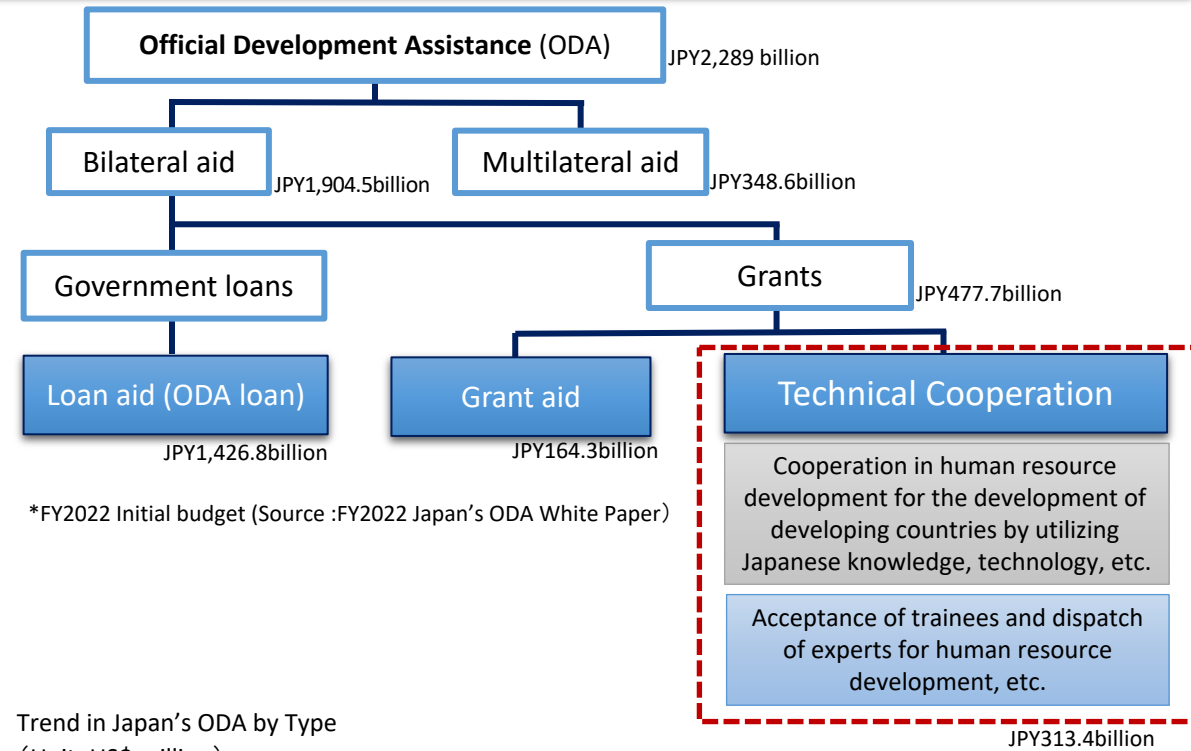 Official Development Assistance (ODA)
JPY2,289 billion
Bilateral aid
JPY1,904.5billion
Multilateral aid
JPY348.6billion
Government loans
Grants
JPY477.7billion
Loan aid (ODA loan)
JPY1,426.8billion
Grant aid
JPY164.3billion
Technical Cooperation
Cooperation in human resource
development for the development of
developing countries by utilizing
Japanese knowledge, technology, etc.
Acceptance of trainees and dispatch
of experts for human resource
development, etc.
JPY313.4billion
*FY2022 Initial budget (Source :FY2022 Japan's ODA White Paper）
Trend in Japan's ODA by Type